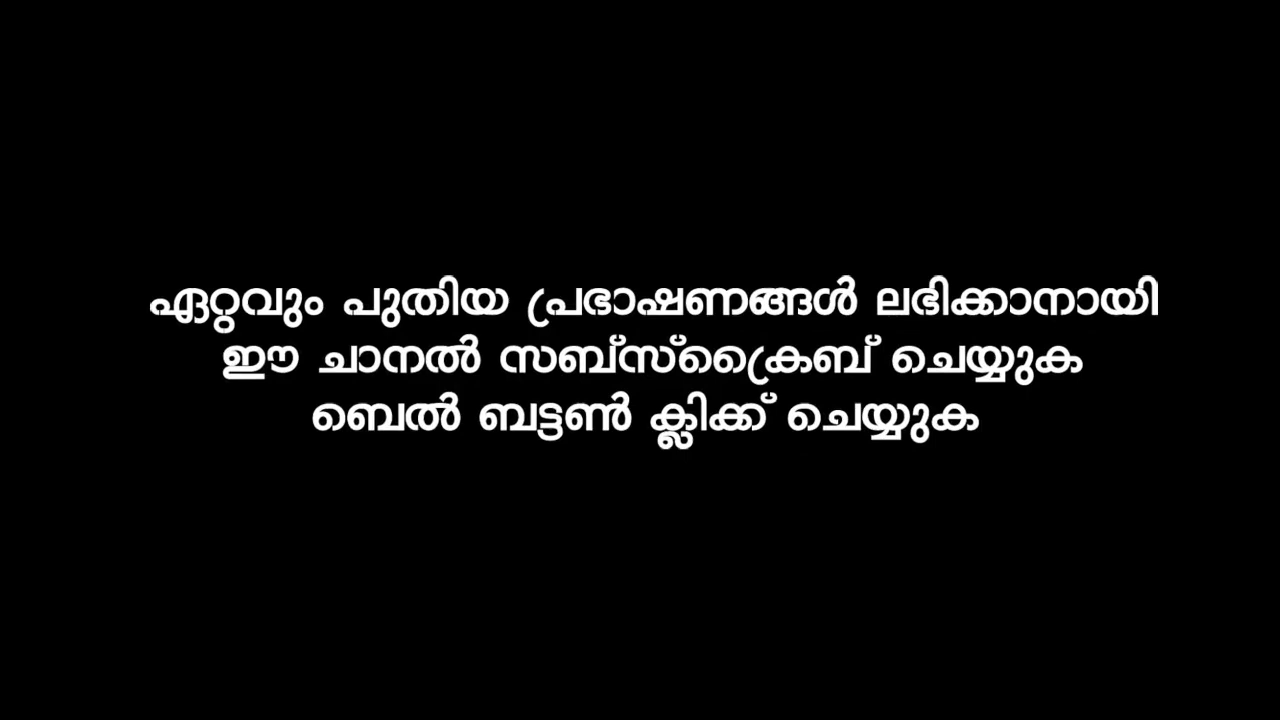 ഏറ്റവും പുതിയ പ്രഭാഷണങ്ങൾ ലഭിക്കാനായി
ഈ ചാനൽ സബ്സ്ക്രൈബ് ചെയ്യുക
ബെൽ ബട്ടൺ ക്ലിക്ക് ചെയ്യുക